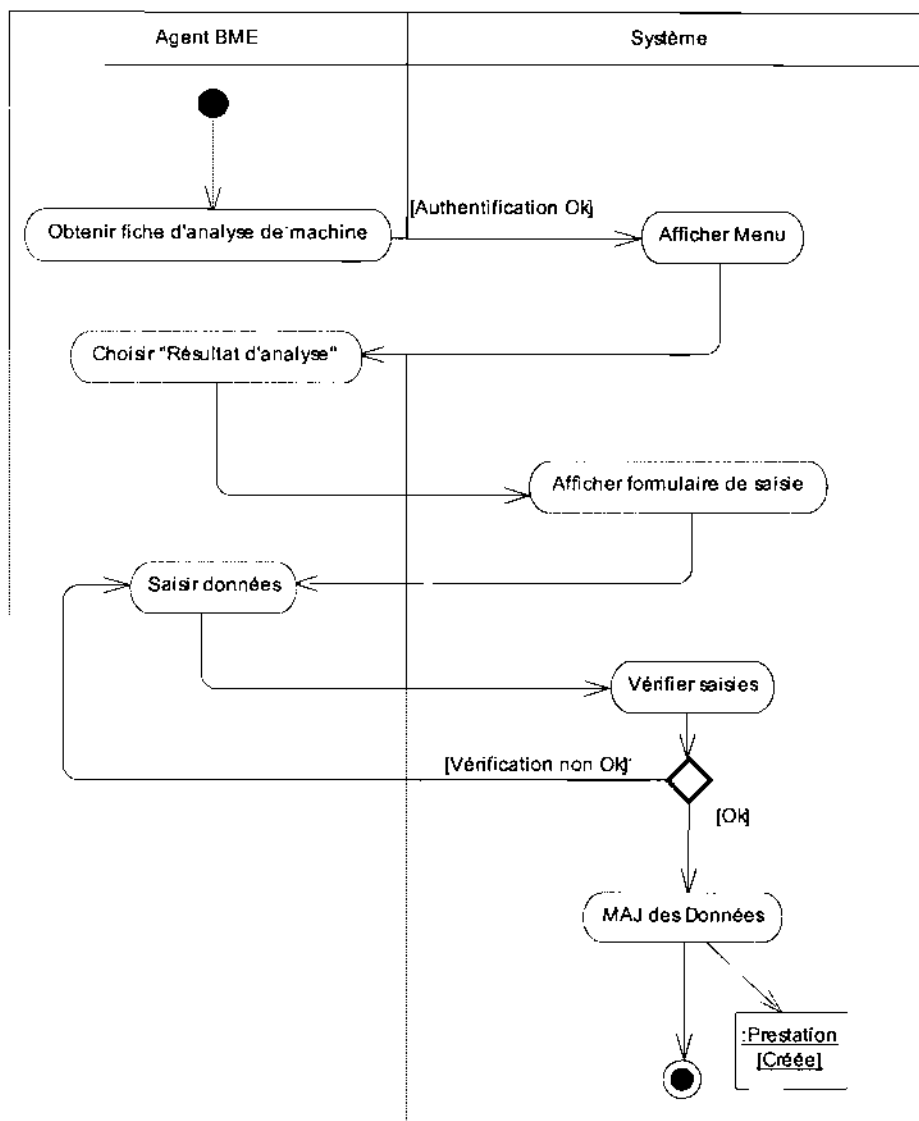 Agent BME
Système
[Authentification Ok]
Obtenir fiche d'analyse de machine
Afficher Menu
Choisir "Résultat d'analyse"
Afficher formulaire de saisie
Saisir données
Vérifier saisies
[Vérification non Ok]
[Ok]
MAJ des Données
:Prestation
[Créée]